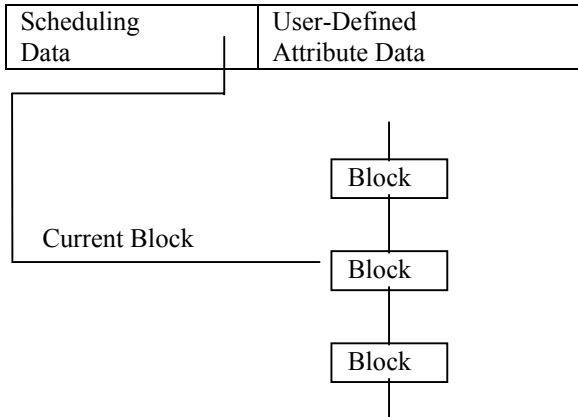 Scheduling
Data
User-Defined
Attribute Data
Block
Current Block
Block
Block